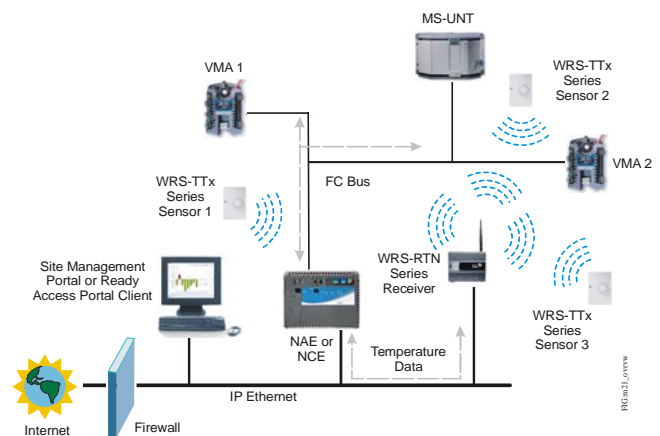 MS-UNT
VMA 1
WRS-TTx
Series
Sensor 2
FC Bus
VMA 2
WRS-TTx
Series
Sensor 1
WRS-RTN
Series
Receiver
Site Management
Portal or Ready
Access Portal Client
NAE or
NCE
Temperature
Data
WRS-TTx
Series
Sensor 3
IP Ethernet
Internet
Firewall
FIG:m21_ovrvw